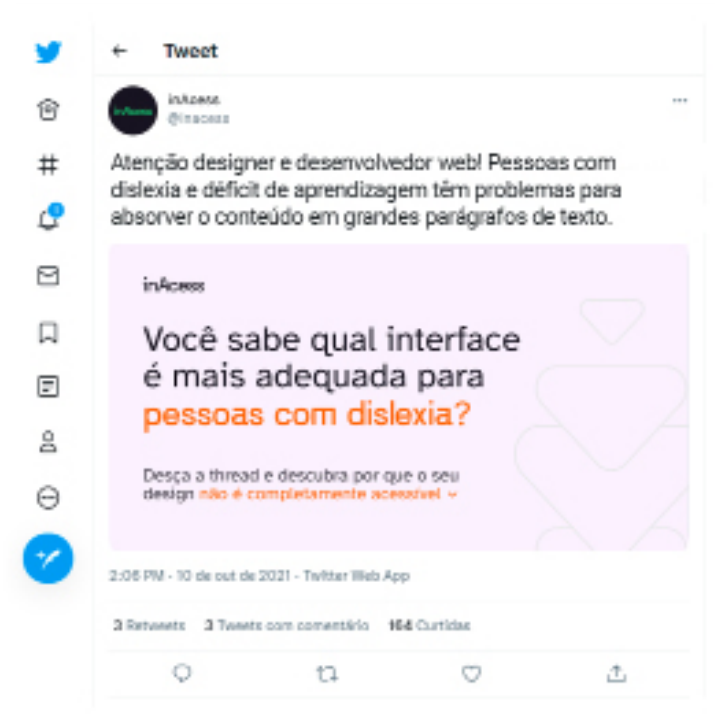 Tweet
inAcess
inAcess
@inacess
Atenção designer e desenvolvedor web! Pessoas com
dislexia e déficit de aprendizagem têm problemas para
absorver o conteúdo em grandes parágrafos de texto.
inAcess
Você sabe qual interface
é mais adequada para
pessoas com dislexia?
Desça a thread e descubra por que o seu
design não é completamente acessível
2:06 PM - 10 de out de 2021 - Twitter Web App
3 Retweets 3 Tweets com comentário 164 Curtidas